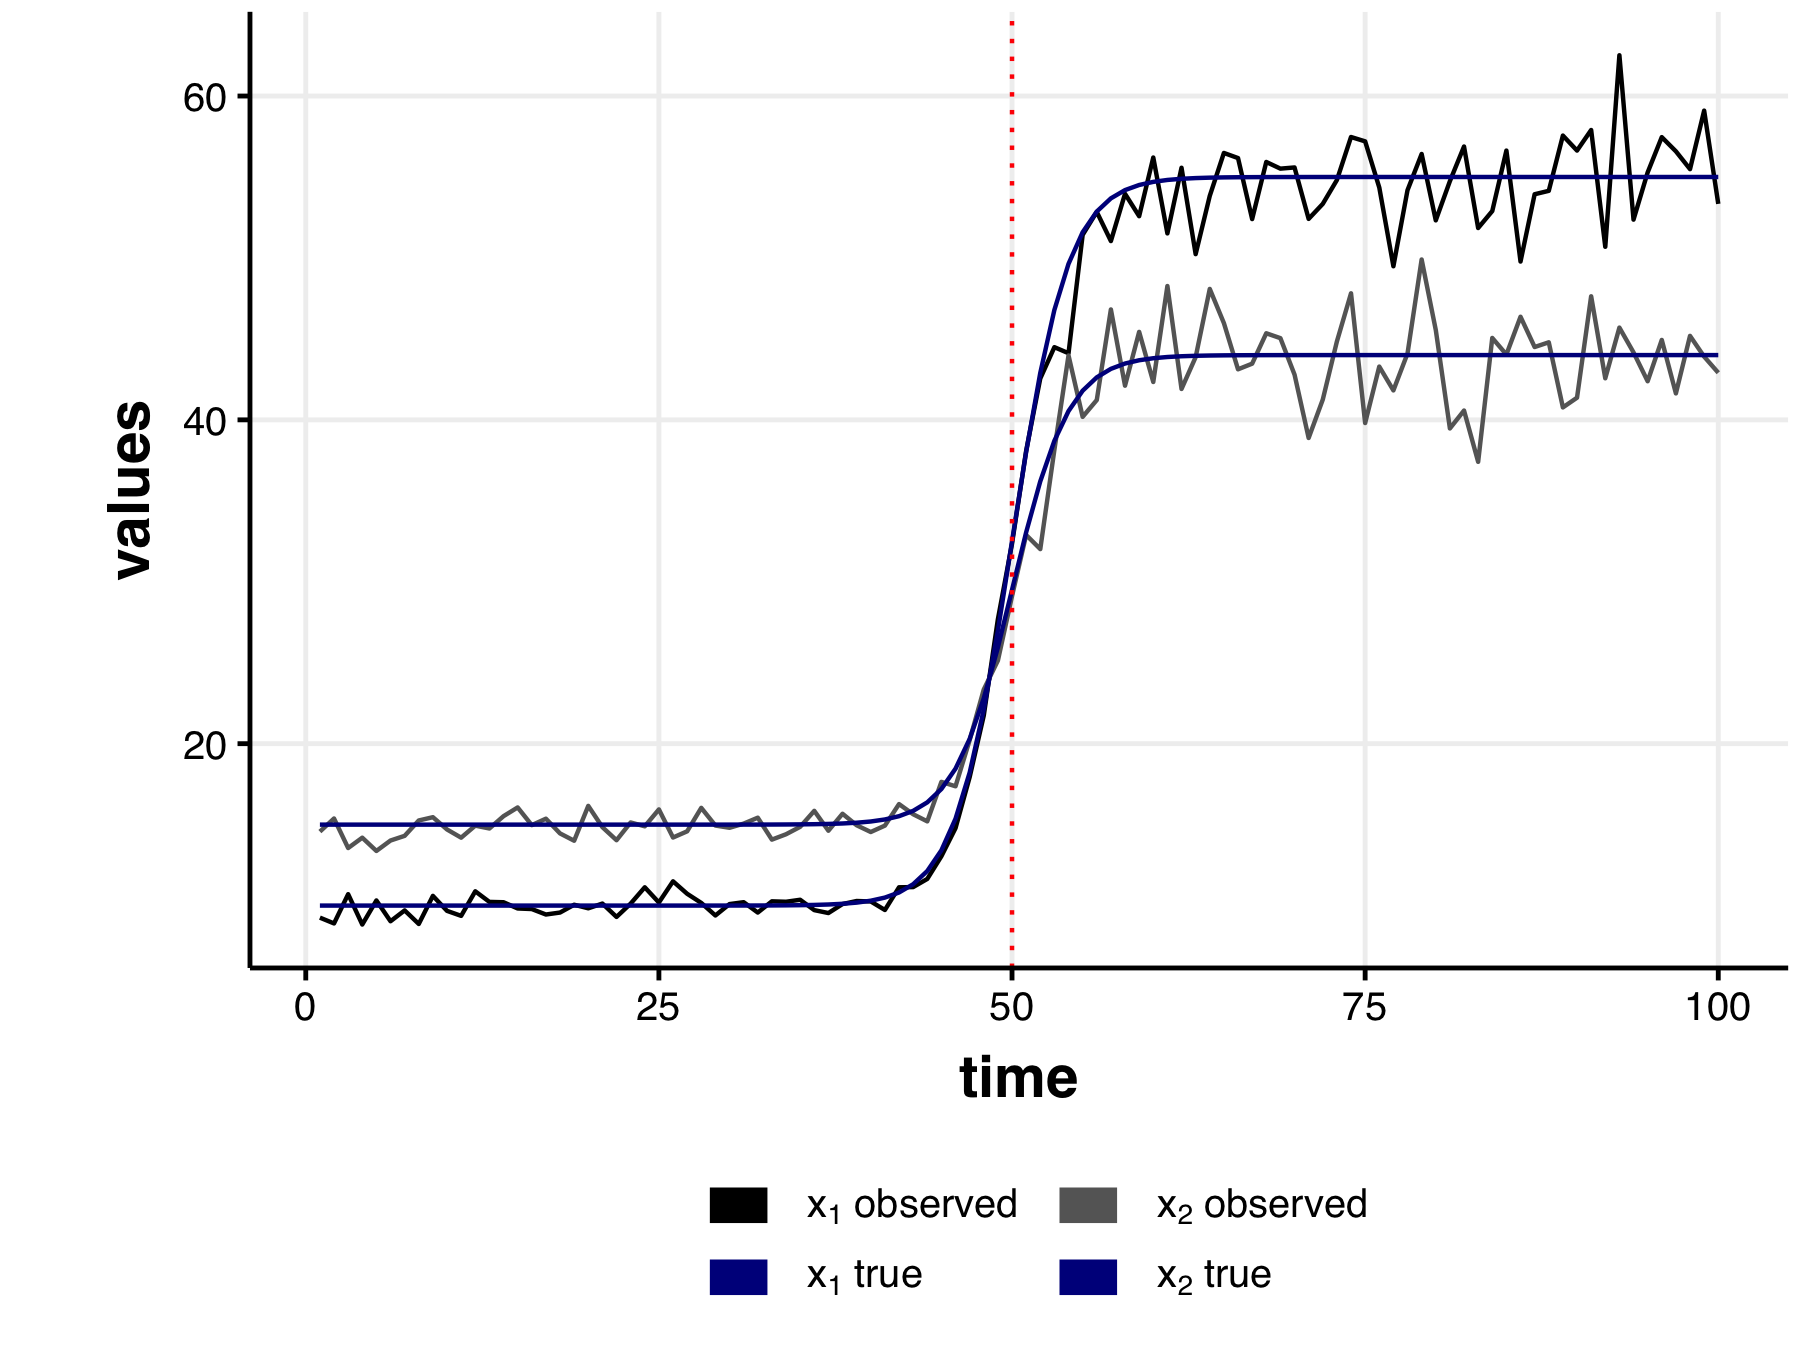 60
40
20
values
0 25 50 75 100
time
x₁ observed x₂ observed
x₁ true x₂ true